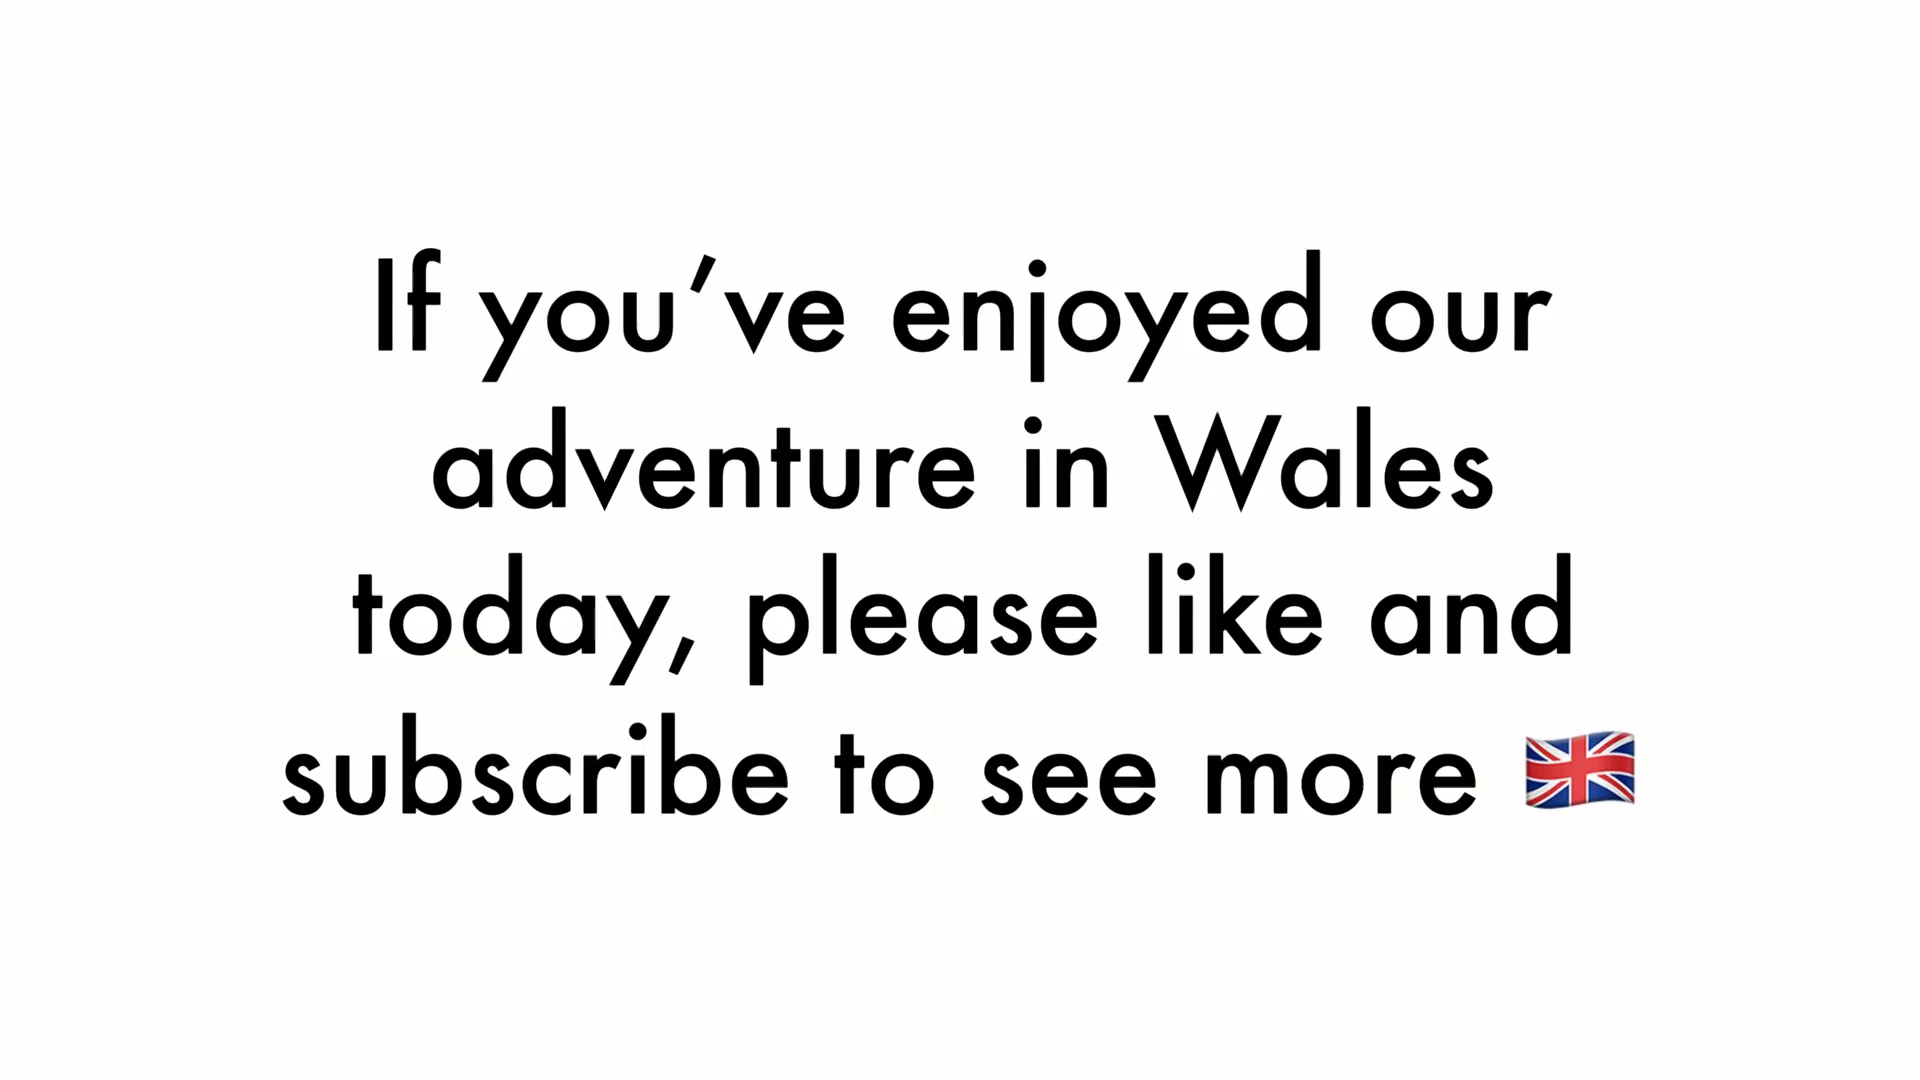 If you’ve enjoyed our
adventure in Wales
today, please like and
subscribe to see more 🇬🇧